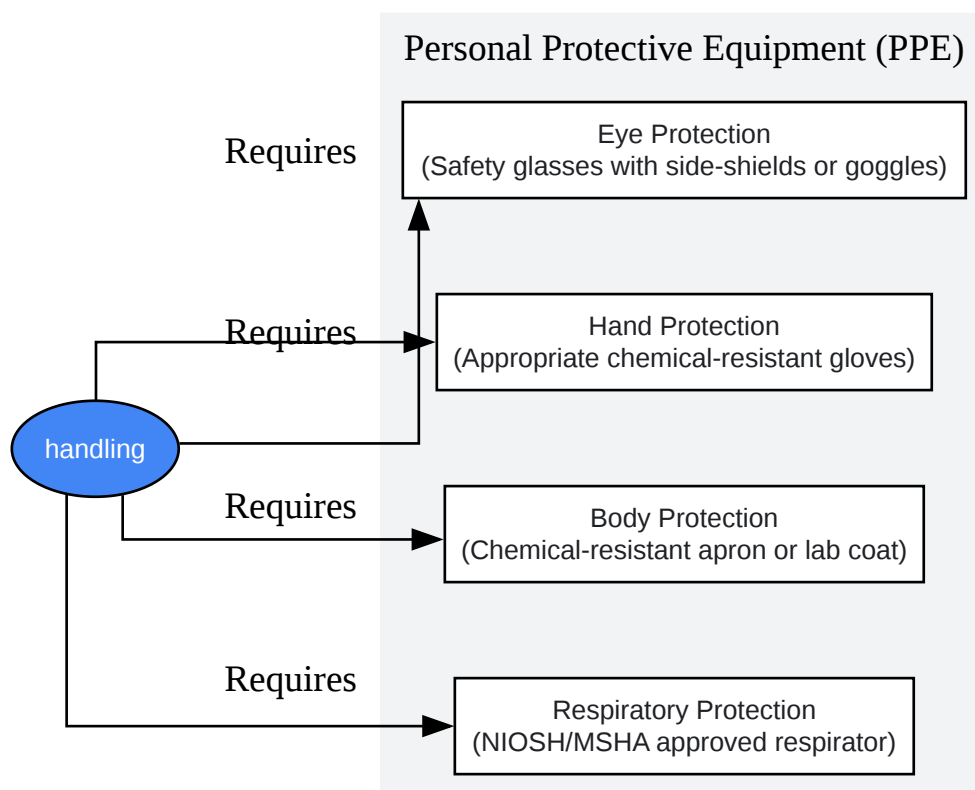 Personal Protective Equipment (PPE)
Requires
Eye Protection
(Safety glasses with side-shields or goggles)
Requires
Hand Protection
(Appropriate chemical-resistant gloves)
handling
Requires
Body Protection
(Chemical-resistant apron or lab coat)
Requires
Respiratory Protection
(NIOSH/MSHA approved respirator)